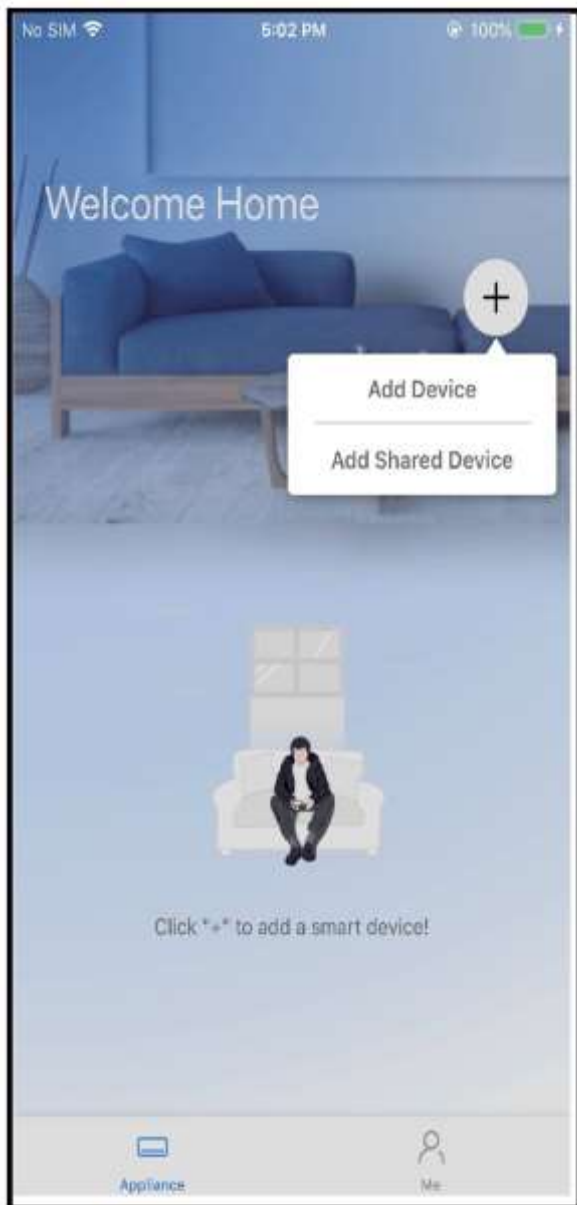 No SIM 5:02 PM 100%
Welcome Home
+
Add Device
Add Shared Device
Click "+" to add a smart device!
Appliance Me